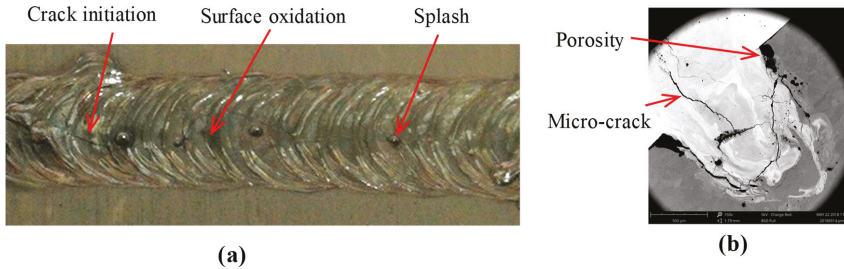 Crack initiation
Surface oxidation
Splash
Porosity
Micro-crack
(a)
(b)